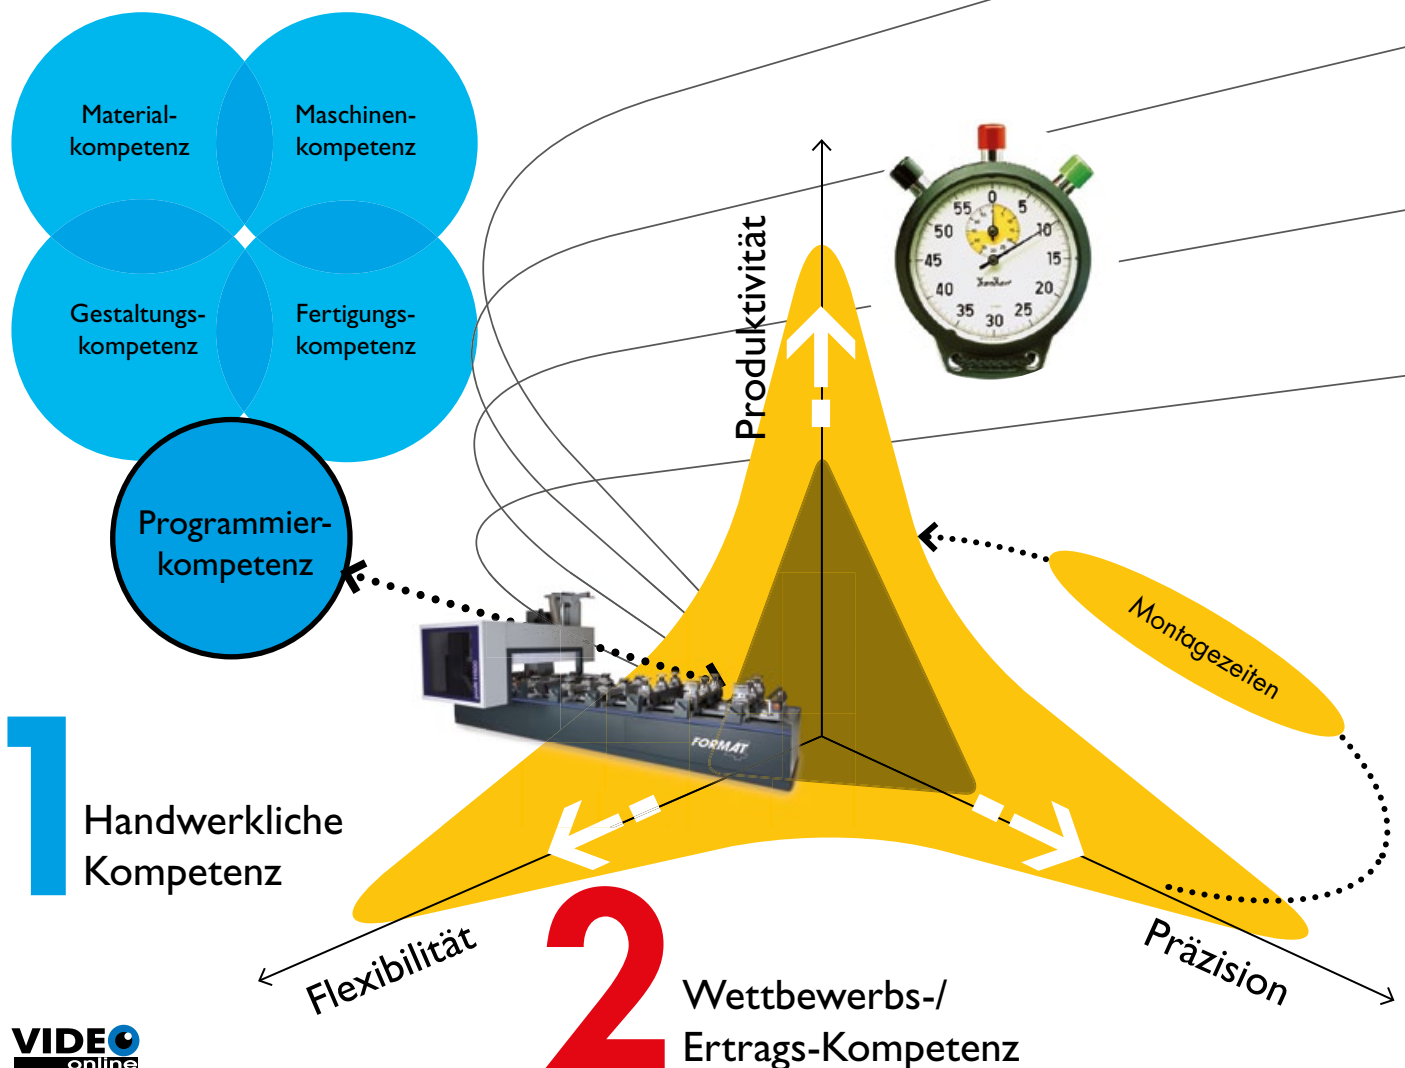 Material-
kompetenz
Maschinen-
kompetenz
Gestaltungs-
kompetenz
Fertigungs-
kompetenz
Programmier-
kompetenz
Produktivität
0
5
10
15
20
25
30
35
40
45
50
55
Hanhart
Montagezeiten
FORMAT
1
Handwerkliche
Kompetenz
Flexibilität
Präzision
2
Wettbewerbs-/
Ertrags-Kompetenz
VIDEO
online